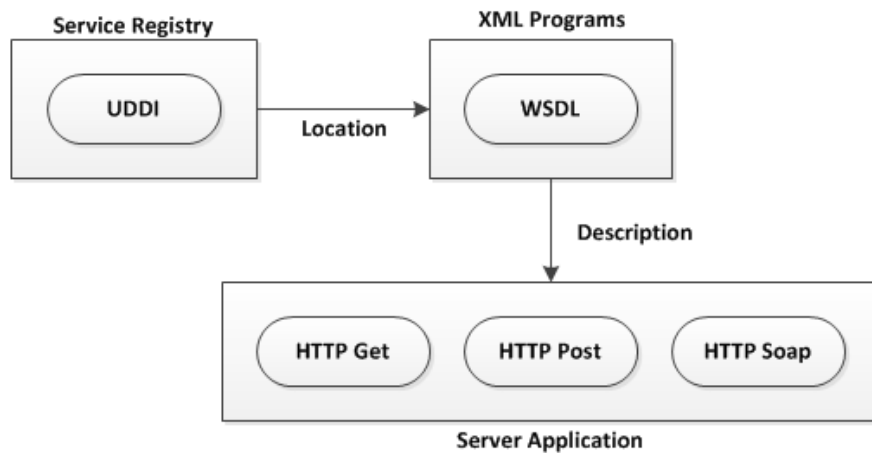 Service Registry
XML Programs
UDDI
WSDL
Location
Description
HTTP Get
HTTP Post
HTTP Soap
Server Application